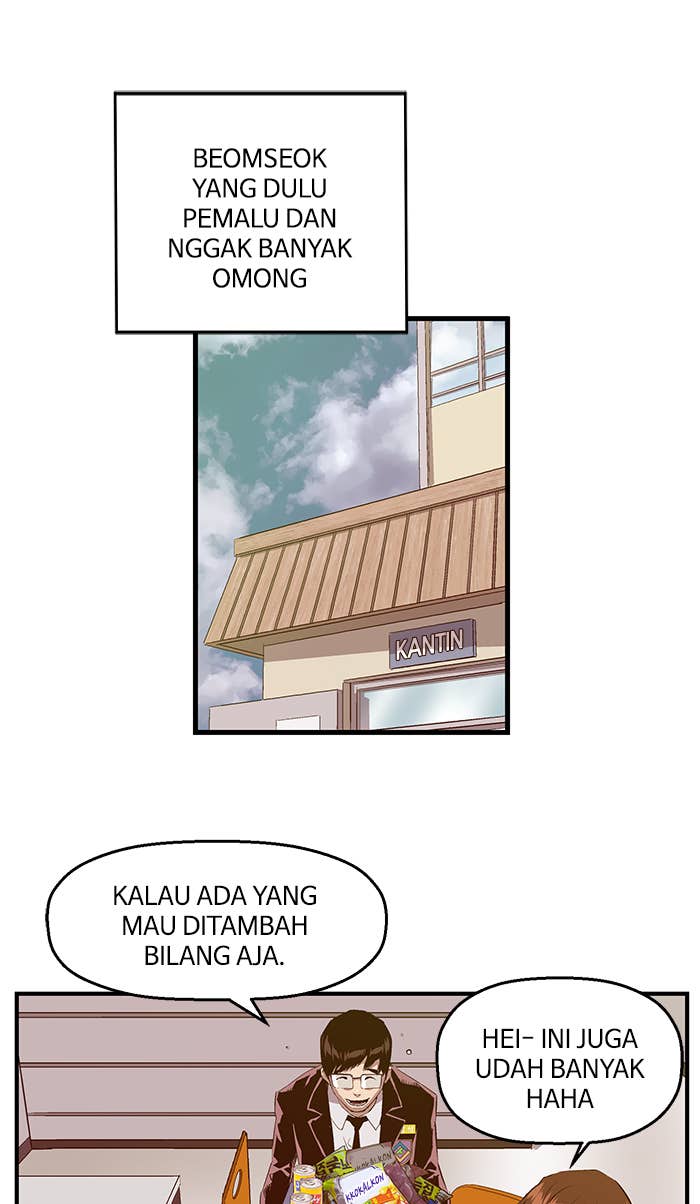 BEOMSEOK
YANG DULU
PEMALU DAN
NGGAK BANYAK
OMONG
KANTIN
KALAU ADA YANG
MAU DITAMBAH
BILANG AJA.
HEI- INI JUGA
UDAH BANYAK
HAHA
KKOKALKON
KKOKALKON